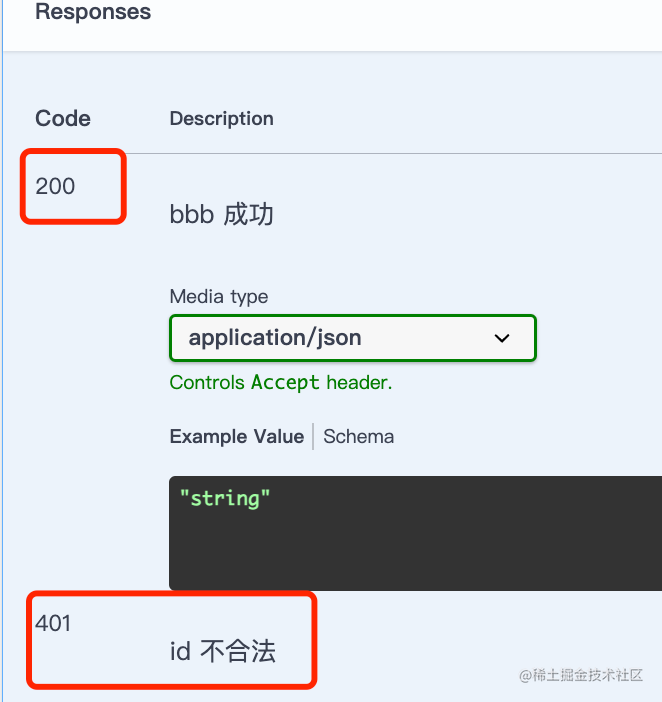 Responses
Code Description
200
bbb 成功
Media type
application/json
Controls Accept header.
Example Value Schema
"string"
401
id 不合法
@稀土掘金技术社区